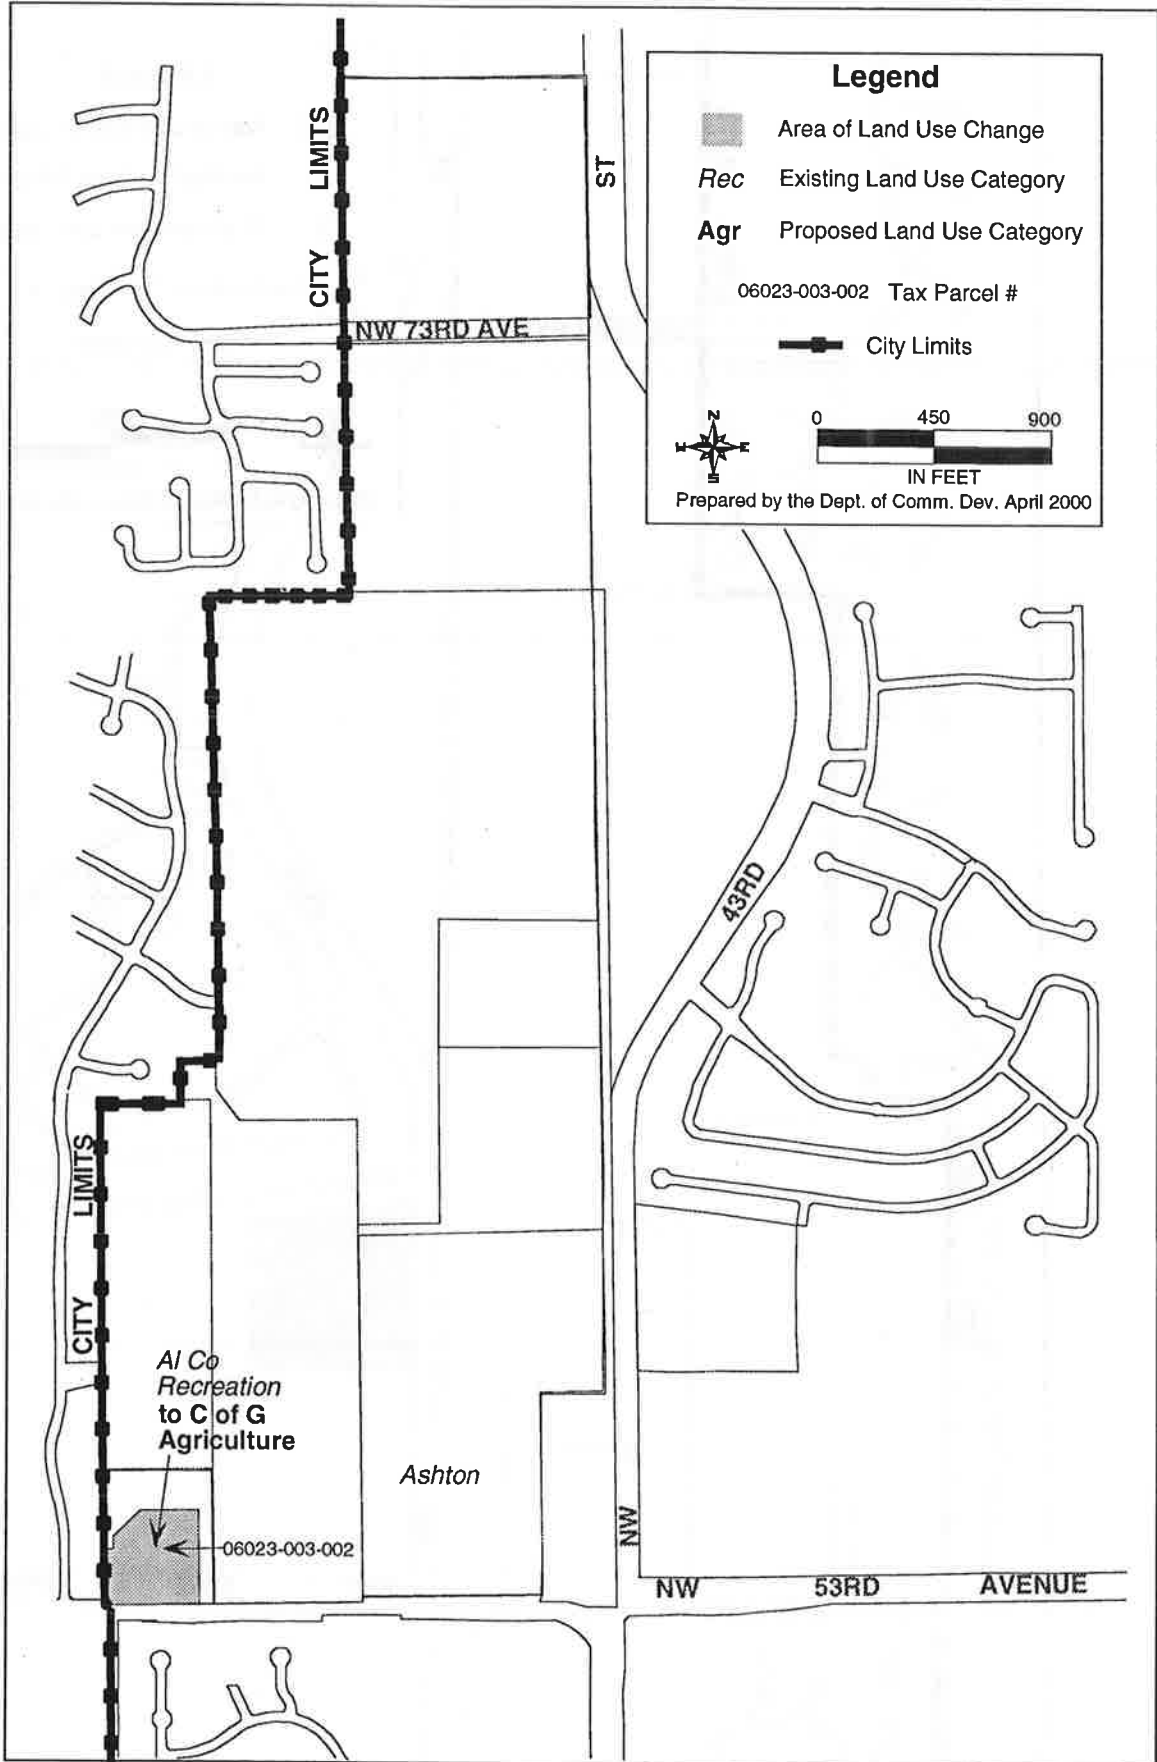 Legend
Area of Land Use Change
Rec Existing Land Use Category
Agr Proposed Land Use Category
06023-003-002 Tax Parcel #
City Limits
N
W E
S
0 450 900
IN FEET
Prepared by the Dept. of Comm. Dev. April 2000
CITY LIMITS
ST
NW 73RD AVE
43RD
CITY LIMITS
Al Co
Recreation
to C of G
Agriculture
Ashton
06023-003-002
NW
NW 53RD AVENUE